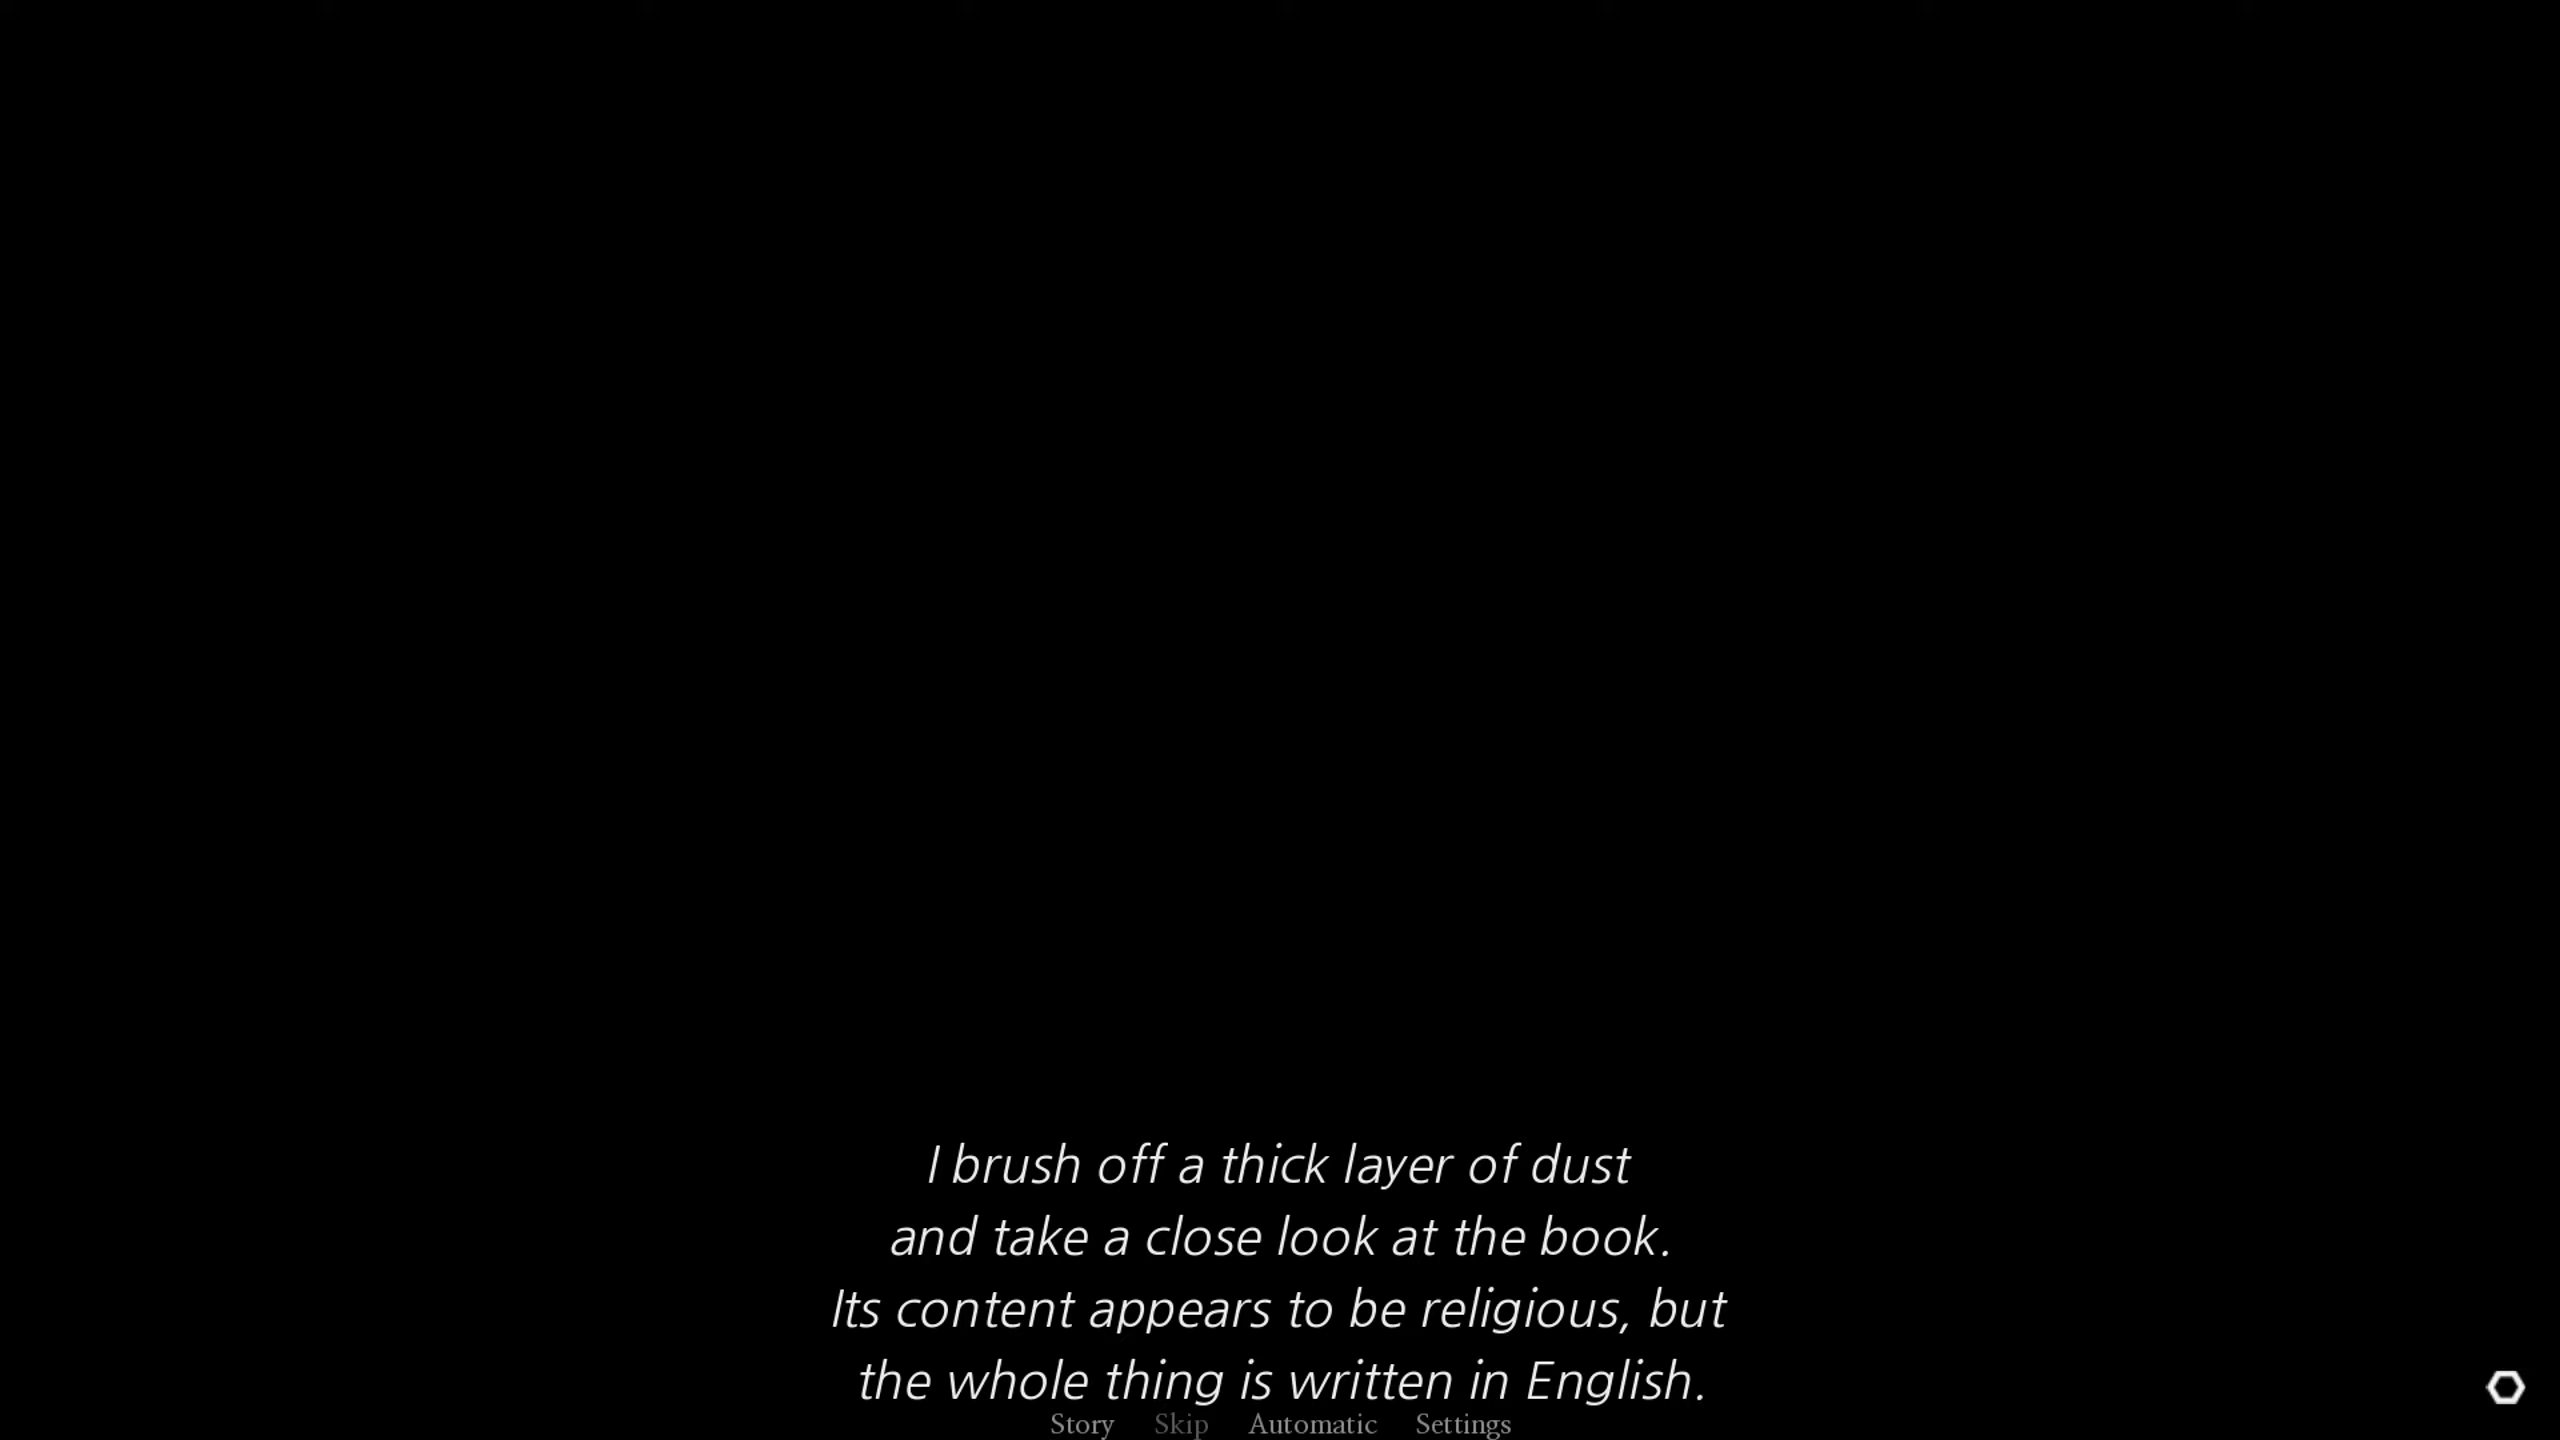 I brush off a thick layer of dust
and take a close look at the book.
Its content appears to be religious, but
the whole thing is written in English.
Story Skip Automatic Settings